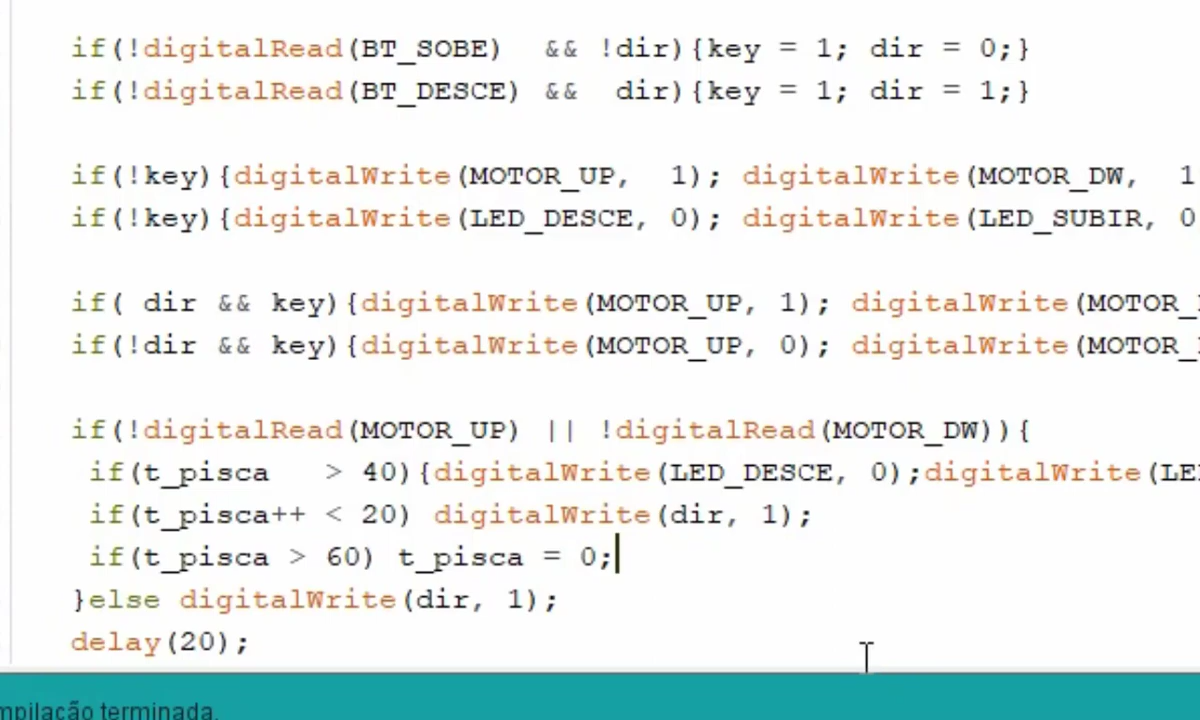 if(!digitalRead(BT_SOBE) && !dir){key = 1; dir = 0;}
if(!digitalRead(BT_DESCE) && dir){key = 1; dir = 1;}
if(!key){digitalWrite(MOTOR_UP, 1); digitalWrite(MOTOR_DW, 1
if(!key){digitalWrite(LED_DESCE, 0); digitalWrite(LED_SUBIR, 0
if( dir && key){digitalWrite(MOTOR_UP, 1); digitalWrite(MOTOR_
if(!dir && key){digitalWrite(MOTOR_UP, 0); digitalWrite(MOTOR_
if(!digitalRead(MOTOR_UP) || !digitalRead(MOTOR_DW)){
if(t_pisca > 40){digitalWrite(LED_DESCE, 0);digitalWrite(LE
if(t_pisca++ < 20) digitalWrite(dir, 1);
if(t_pisca > 60) t_pisca = 0;
}else digitalWrite(dir, 1);
delay(20);
mpilação terminada.